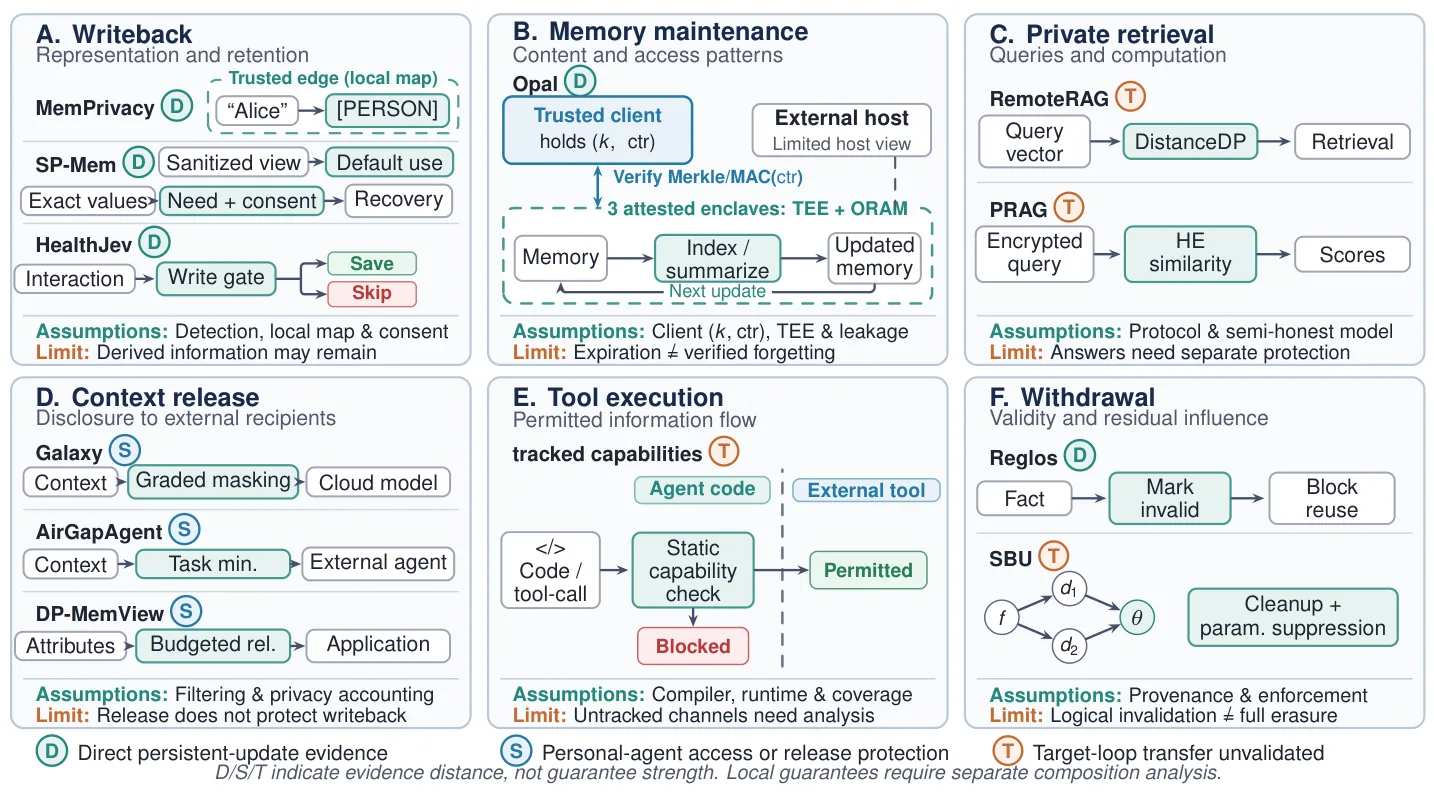 A. Writeback
Representation and retention
Trusted edge (local map)
MemPrivacy D
“Alice” [PERSON]
SP-Mem D Sanitized view Default use
Exact values Need + consent Recovery
HealthJev D
Interaction Write gate Save
Skip
Assumptions: Detection, local map & consent
Limit: Derived information may remain
B. Memory maintenance
Content and access patterns
Opal D
Trusted client
holds (k, ctr)
External host
Limited host view
Verify Merkle/MAC(ctr)
3 attested enclaves: TEE + ORAM
Memory
Index /
summarize
Updated
memory
Next update
Assumptions: Client (k, ctr), TEE & leakage
Limit: Expiration ≠ verified forgetting
C. Private retrieval
Queries and computation
RemoteRAG T
Query
vector
DistanceDP
Retrieval
PRAG T
Encrypted
query
HE
similarity
Scores
Assumptions: Protocol & semi-honest model
Limit: Answers need separate protection
D. Context release
Disclosure to external recipients
Galaxy S
Context Graded masking Cloud model
AirGapAgent S
Context Task min. External agent
DP-MemView S
Attributes Budgeted rel. Application
Assumptions: Filtering & privacy accounting
Limit: Release does not protect writeback
E. Tool execution
Permitted information flow
tracked capabilities T
Agent code External tool
</>
Code /
tool-call
Static
capability
check
Permitted
Blocked
Assumptions: Compiler, runtime & coverage
Limit: Untracked channels need analysis
F. Withdrawal
Validity and residual influence
Reglos D
Fact
Mark
invalid
Block
reuse
SBU T
f
d1
d2
θ
Cleanup +
param. suppression
Assumptions: Provenance & enforcement
Limit: Logical invalidation ≠ full erasure
D Direct persistent-update evidence
S Personal-agent access or release protection
T Target-loop transfer unvalidated
D/S/T indicate evidence distance, not guarantee strength. Local guarantees require separate composition analysis.